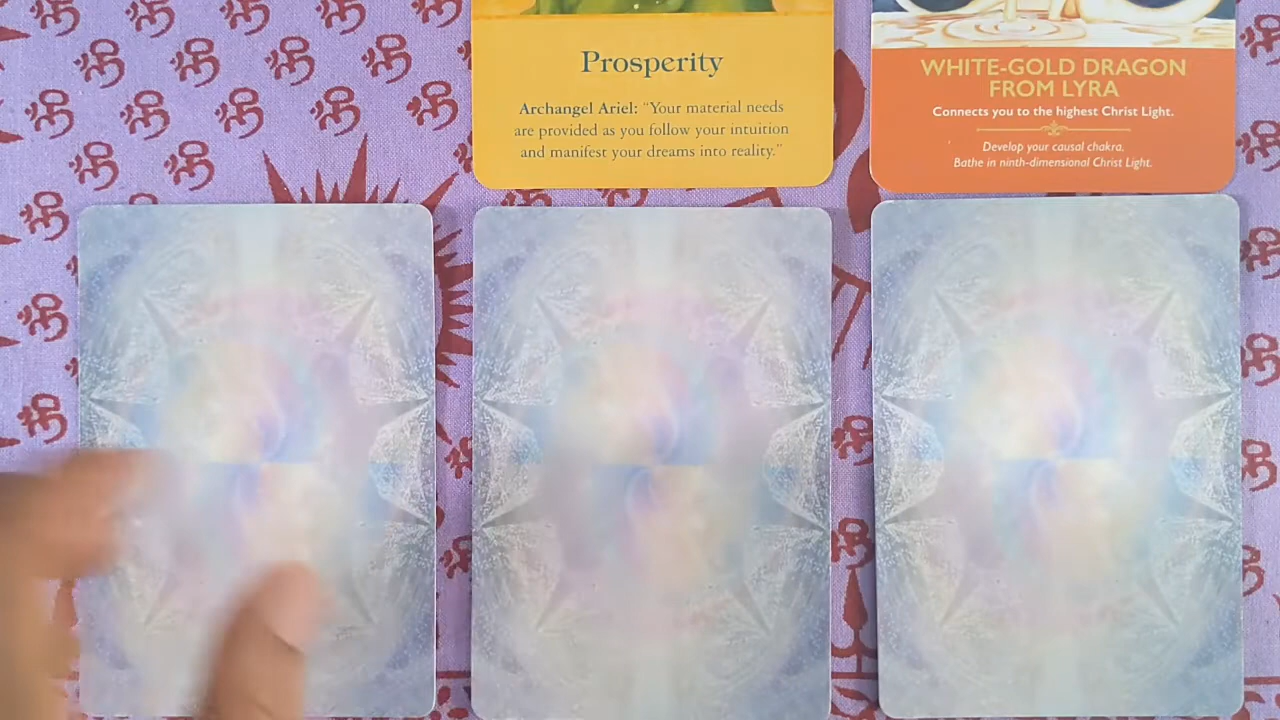 Prosperity
Archangel Ariel: “Your material needs
are provided as you follow your intuition
and manifest your dreams into reality.”
WHITE-GOLD DRAGON
FROM LYRA
Connects you to the highest Christ Light.
Develop your causal chakra,
Bathe in ninth-dimensional Christ Light.